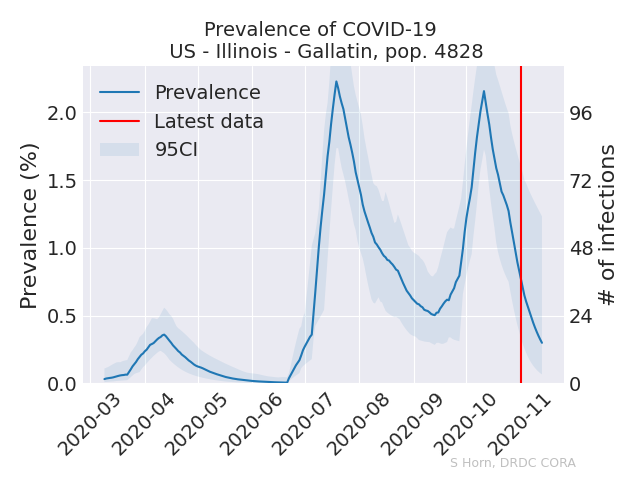 Prevalence of COVID-19
US - Illinois - Gallatin, pop. 4828
Prevalence
Latest data
95CI
Prevalence (%)
2.0
1.5
1.0
0.5
0.0
# of infections
96
72
48
24
0
2020-03
2020-04
2020-05
2020-06
2020-07
2020-08
2020-09
2020-10
2020-11
S Horn, DRDC CORA